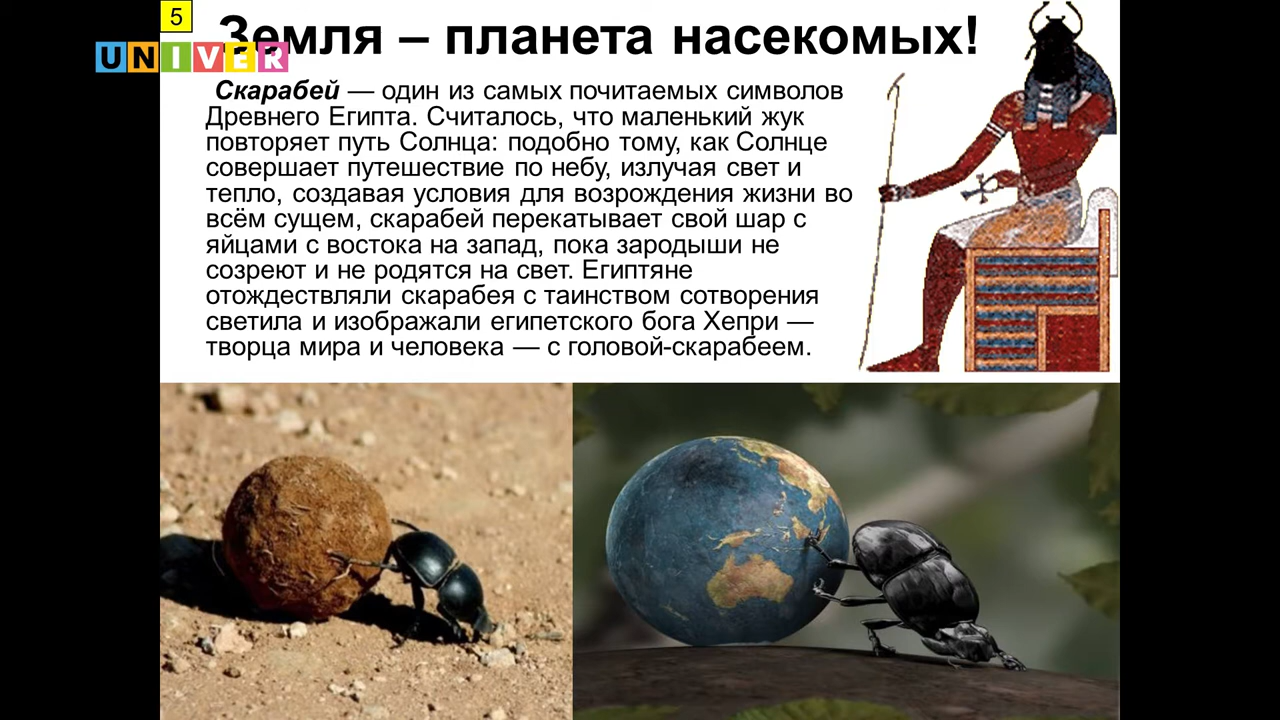 5
Земля – планета насекомых!
UNIVER
Скарабей — один из самых почитаемых символов
Древнего Египта. Считалось, что маленький жук
повторяет путь Солнца: подобно тому, как Солнце
совершает путешествие по небу, излучая свет и
тепло, создавая условия для возрождения жизни во
всём сущем, скарабей перекатывает свой шар с
яйцами с востока на запад, пока зародыши не
созреют и не родятся на свет. Египтяне
отождествляли скарабея с таинством сотворения
светила и изображали египетского бога Хепри —
творца мира и человека — с головой-скарабеем.